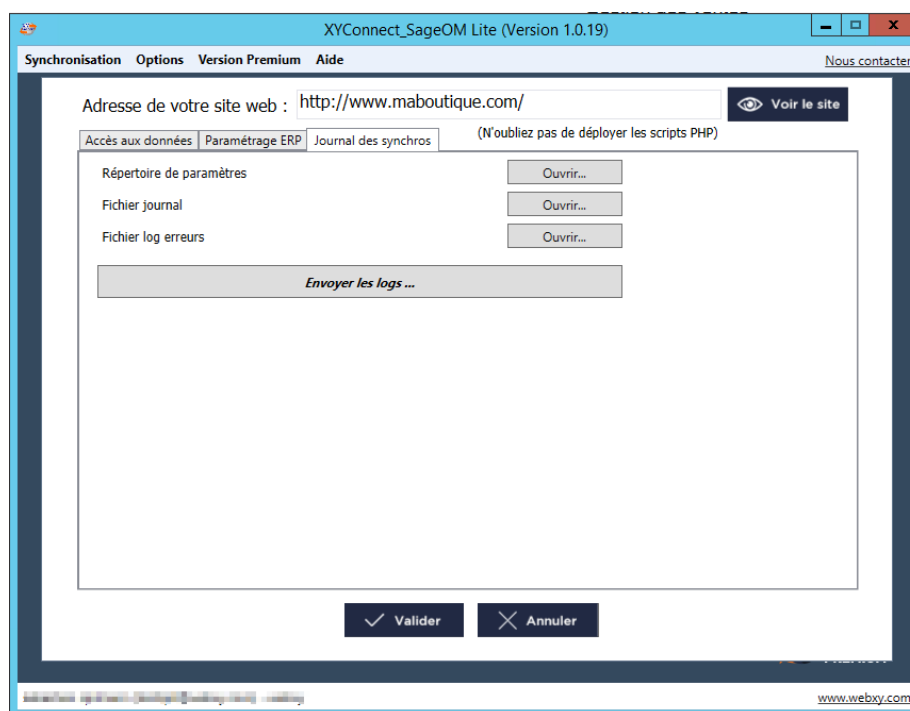 XYConnect_SageOM Lite (Version 1.0.19)
Synchronisation Options Version Premium Aide Nous contacter
Adresse de votre site web : http://www.maboutique.com/ Voir le site
(N'oubliez pas de déployer les scripts PHP)
Accès aux données Paramétrage ERP Journal des synchros
Répertoire de paramètres Ouvrir...
Fichier journal Ouvrir...
Fichier log erreurs Ouvrir...
Envoyer les logs ...
Valider Annuler
www.webxy.com